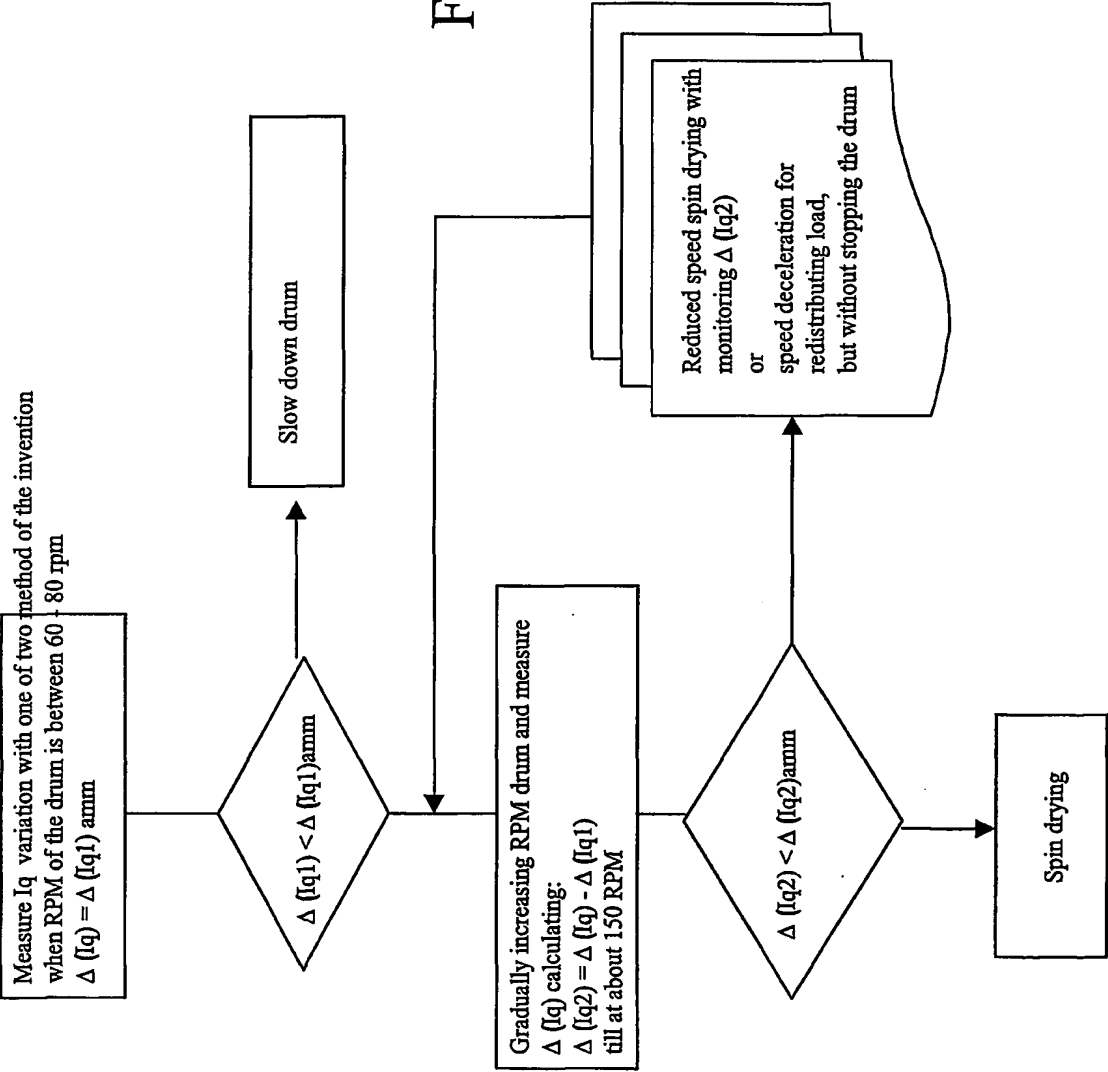 Measure Iq variation with one of two method of the invention
when RPM of the drum is between 60 - 80 rpm
Δ (Iq) = Δ (Iq1) amm
Δ (Iq1) < Δ (Iq1)amm
Slow down drum
Gradually increasing RPM drum and measure
Δ (Iq) calculating:
Δ (Iq2) = Δ (Iq) - Δ (Iq1)
till at about 150 RPM
Δ (Iq2) < Δ (Iq2)amm
Reduced speed spin drying with
monitoring Δ (Iq2)
or
speed deceleration for
redistributing load,
but without stopping the drum
Spin drying
F